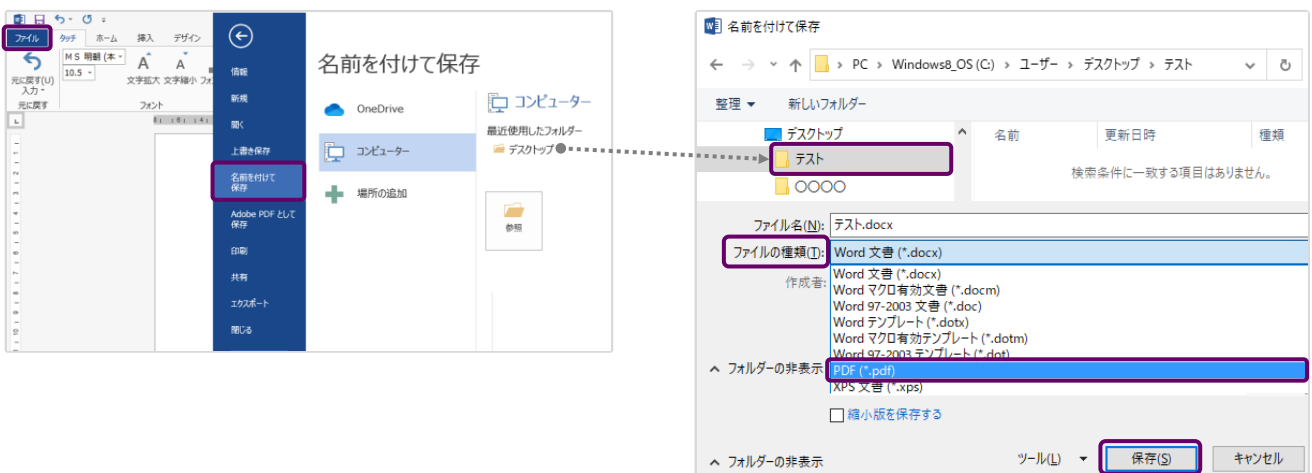 ファイル
タッチ
ホーム
挿入
デザイン
元に戻す(U)
入力
元に戻す
ＭＳ 明朝 (本
10.5
A
A
文字拡大 文字縮小 フォ
フォント
情報
新規
開く
上書き保存
名前を付けて
保存
Adobe PDF として
保存
印刷
共有
エクスポート
閉じる
名前を付けて保存
OneDrive
コンピューター
場所の追加
コンピューター
最近使用したフォルダー
デスクトップ
参照
名前を付けて保存
PC › Windows8_OS (C:) › ユーザー › デスクトップ › テスト
整理
新しいフォルダー
デスクトップ
テスト
〇〇〇〇
名前
更新日時
種類
検索条件に一致する項目はありません。
ファイル名(N):
テスト.docx
ファイルの種類(T):
Word 文書 (*.docx)
作成者:
Word 文書 (*.docx)
Word マクロ有効文書 (*.docm)
Word 97-2003 文書 (*.doc)
Word テンプレート (*.dotx)
Word マクロ有効テンプレート (*.dotm)
Word 97-2003 テンプレート (*.dot)
PDF (*.pdf)
XPS 文書 (*.xps)
フォルダーの非表示
縮小版を保存する
フォルダーの非表示
ツール(L)
保存(S)
キャンセル